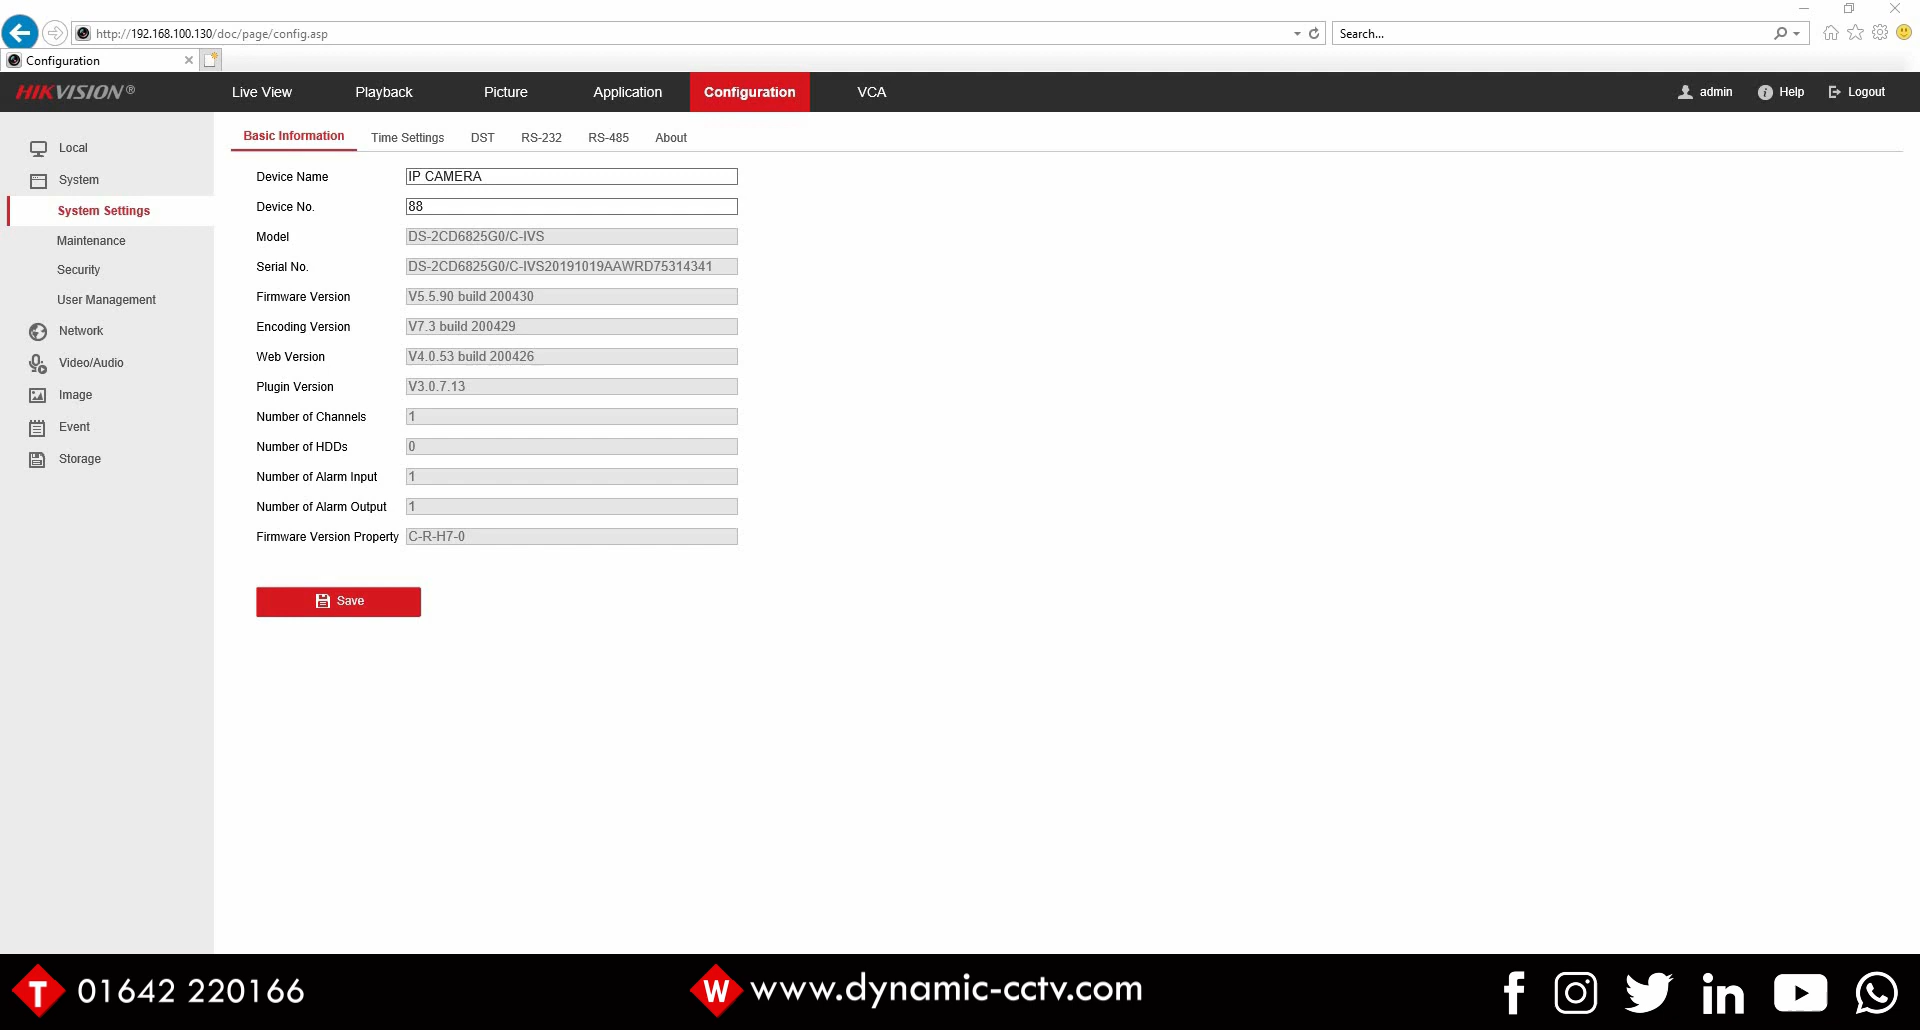 http://192.168.100.130/doc/page/config.asp
Search...
Configuration
HIKVISION®
Live View
Playback
Picture
Application
Configuration
VCA
admin
Help
Logout
Local
System
System Settings
Maintenance
Security
User Management
Network
Video/Audio
Image
Event
Storage
Basic Information
Time Settings
DST
RS-232
RS-485
About
Device Name IP CAMERA
Device No. 88
Model DS-2CD6825G0/C-IVS
Serial No. DS-2CD6825G0/C-IVS20191019AAWRD75314341
Firmware Version V5.5.90 build 200430
Encoding Version V7.3 build 200429
Web Version V4.0.53 build 200426
Plugin Version V3.0.7.13
Number of Channels 1
Number of HDDs 0
Number of Alarm Input 1
Number of Alarm Output 1
Firmware Version Property C-R-H7-0
Save
T 01642 220166
W www.dynamic-cctv.com